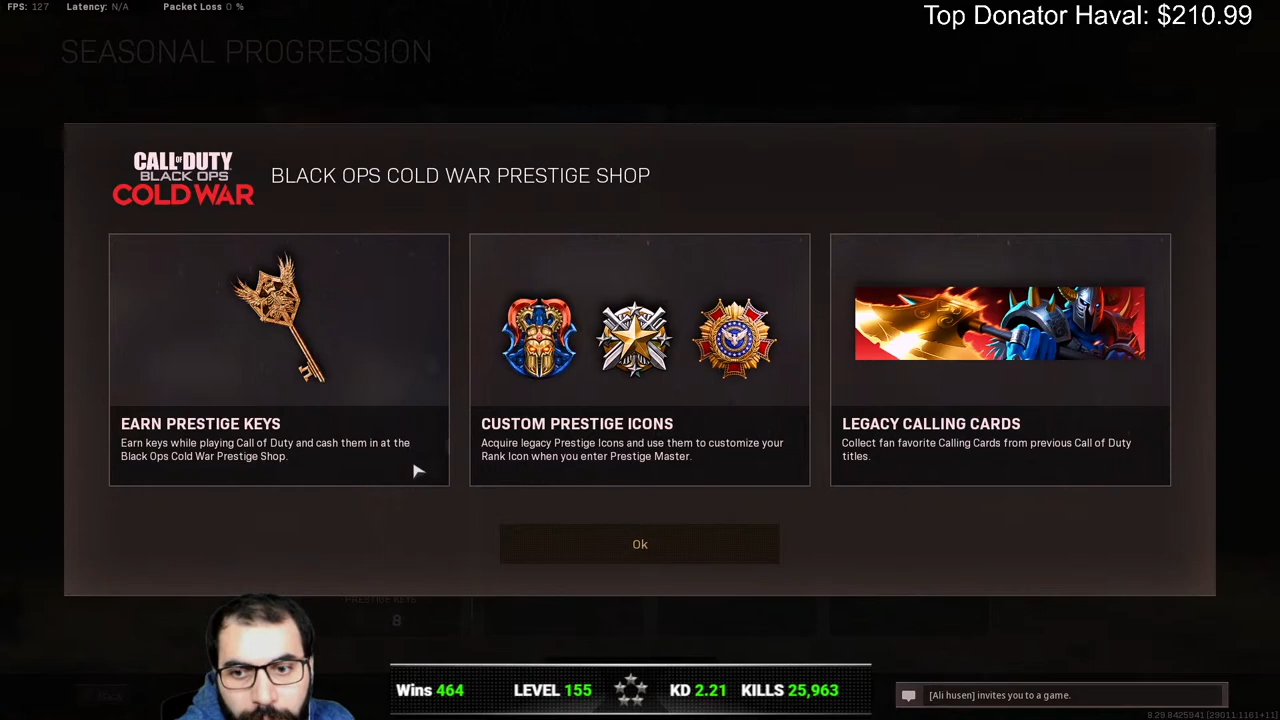 FPS: 127 Latency: N/A Packet Loss 0 %
Top Donator Haval: $210.99
SEASONAL PROGRESSION
CALL OF DUTY
BLACK OPS
COLD WAR
BLACK OPS COLD WAR PRESTIGE SHOP
EARN PRESTIGE KEYS
Earn keys while playing Call of Duty and cash them in at the
Black Ops Cold War Prestige Shop.
CUSTOM PRESTIGE ICONS
Acquire legacy Prestige Icons and use them to customize your
Rank Icon when you enter Prestige Master.
LEGACY CALLING CARDS
Collect fan favorite Calling Cards from previous Call of Duty
titles.
Ok
PRESTIGE KEYS
8
Wins 464 LEVEL 155 KD 2.21 KILLS 25,963
[Ali husen] invites you to a game.